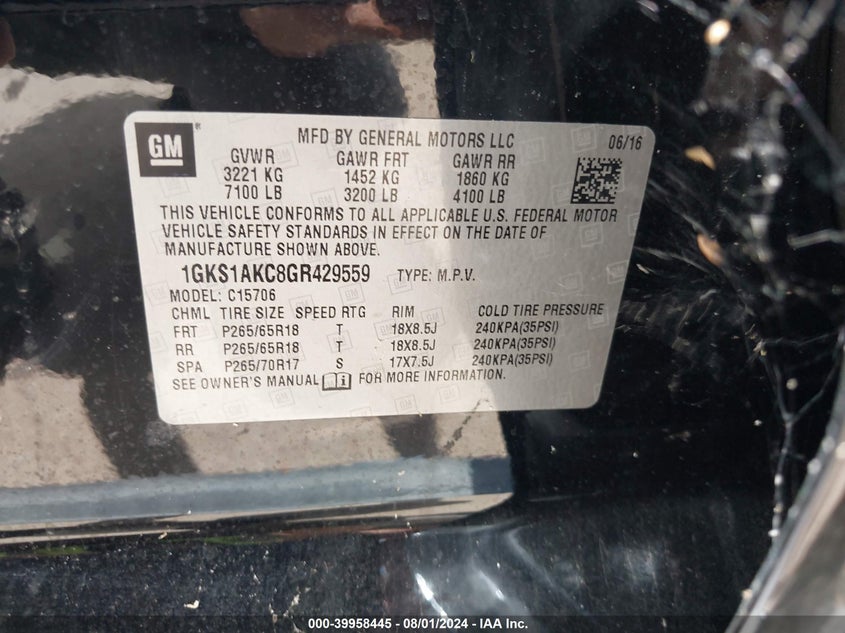 GM ®
MFD BY GENERAL MOTORS LLC 06/16
GVWR GAWR FRT GAWR RR
3221 KG 1452 KG 1860 KG
7100 LB 3200 LB 4100 LB
THIS VEHICLE CONFORMS TO ALL APPLICABLE U.S. FEDERAL MOTOR
VEHICLE SAFETY STANDARDS IN EFFECT ON THE DATE OF
MANUFACTURE SHOWN ABOVE.
1GKS1AKC8GR429559 TYPE: M.P.V.
MODEL: C15706
CHML TIRE SIZE SPEED RTG RIM COLD TIRE PRESSURE
FRT P265/65R18 T 18X8.5J 240KPA(35PSI)
RR P265/65R18 T 18X8.5J 240KPA(35PSI)
SPA P265/70R17 S 17X7.5J 240KPA(35PSI)
SEE OWNER'S MANUAL FOR MORE INFORMATION.
000-39958445 - 08/01/2024 - IAA Inc.